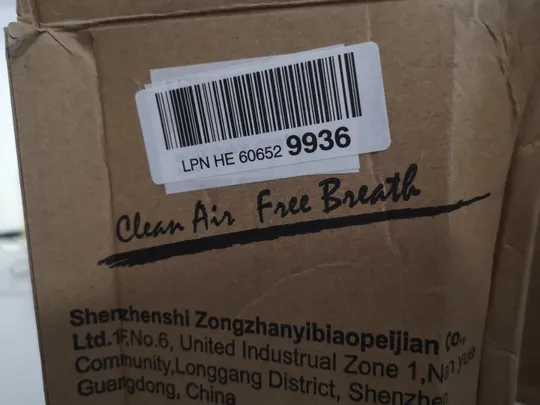 LPN HE 60652 9936
Clean Air Free Breath
Shenzhenshi Zongzhanyibiaopeijian Co.,
Ltd.1F,No.6, United Industrual Zone 1,Nanyue
Community,Longgang District, Shenzhen
Guangdong, China